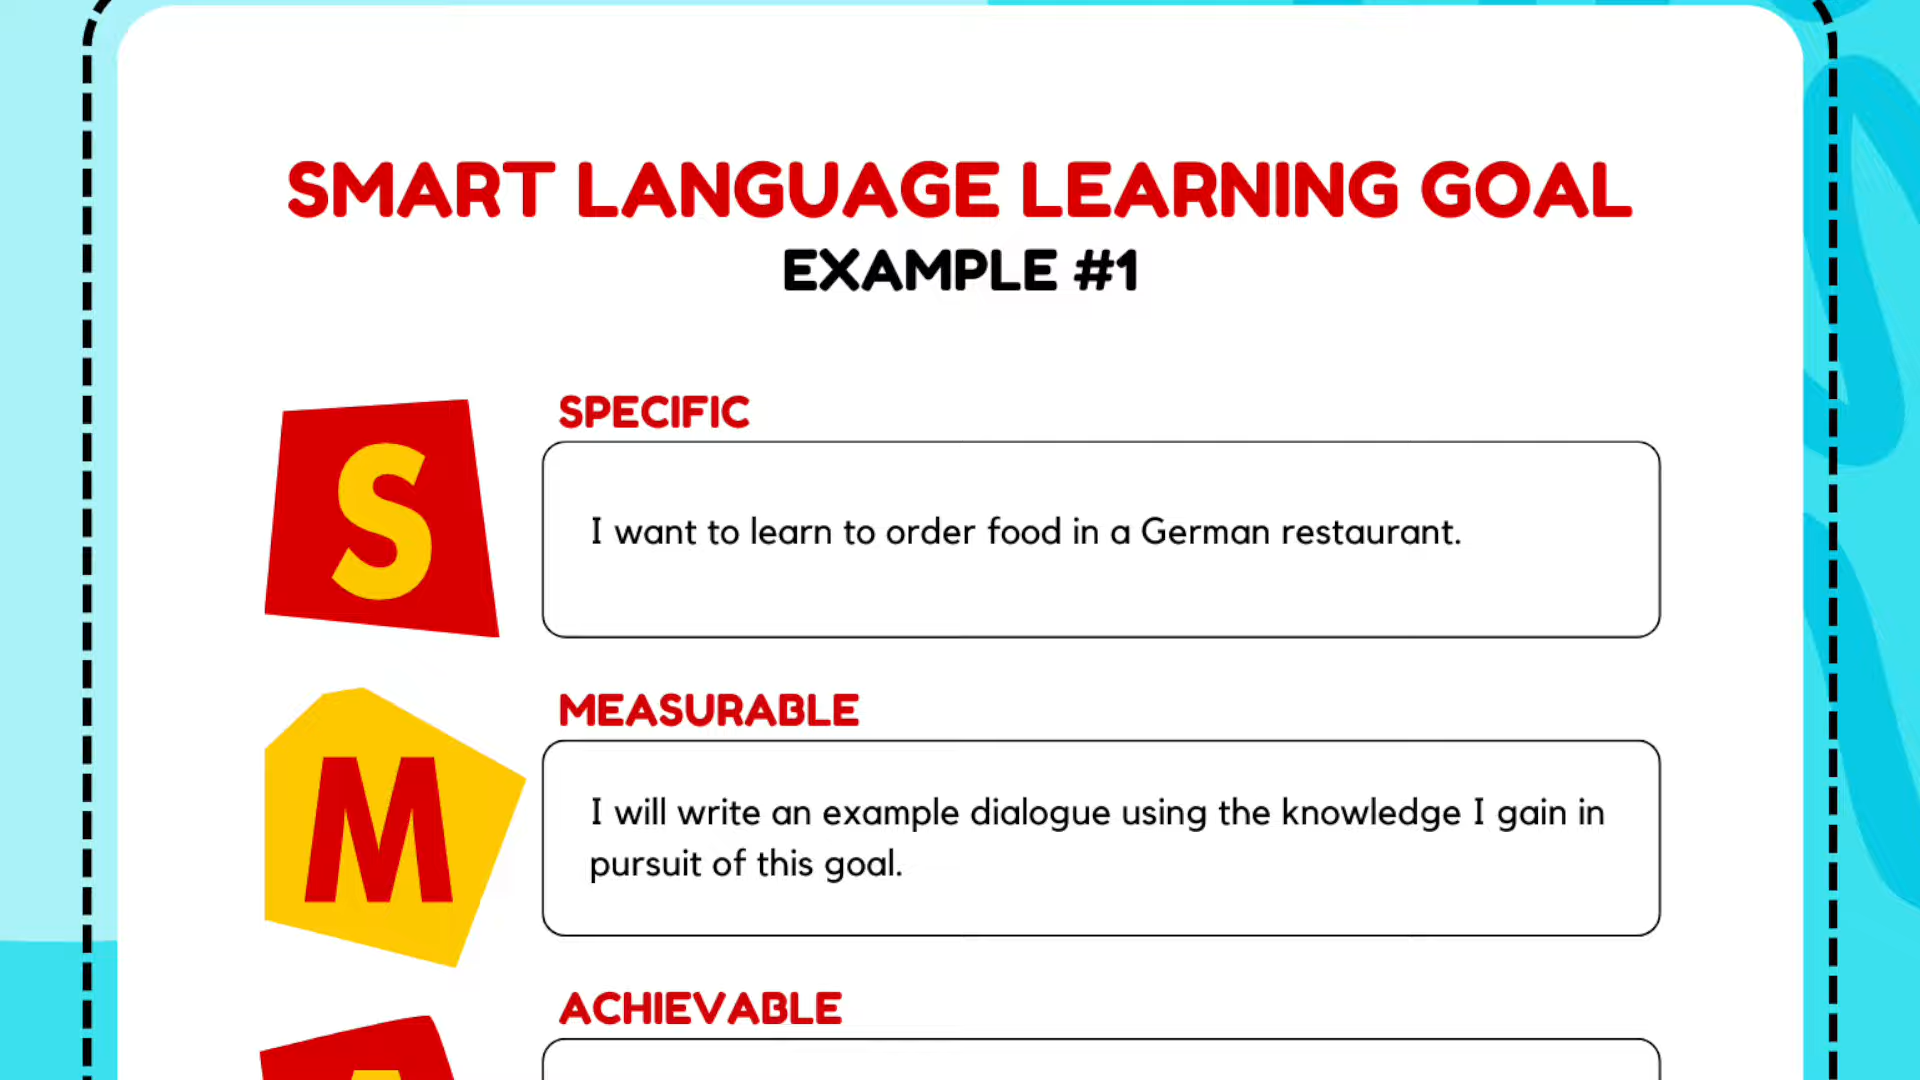 SMART LANGUAGE LEARNING GOAL
EXAMPLE #1
SPECIFIC
S
I want to learn to order food in a German restaurant.
MEASURABLE
M
I will write an example dialogue using the knowledge I gain in
pursuit of this goal.
ACHIEVABLE
A